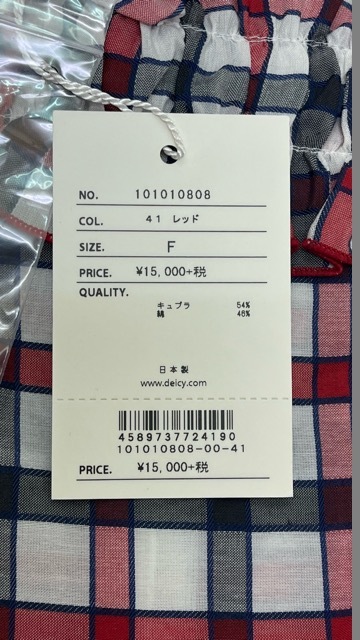 NO. 101010808
COL. 41 レッド
SIZE. F
PRICE. ¥15,000+税
QUALITY.
キュプラ 54%
綿 46%
日本製
www.deicy.com
4589737724190
101010808-00-41
PRICE. ¥15,000+税